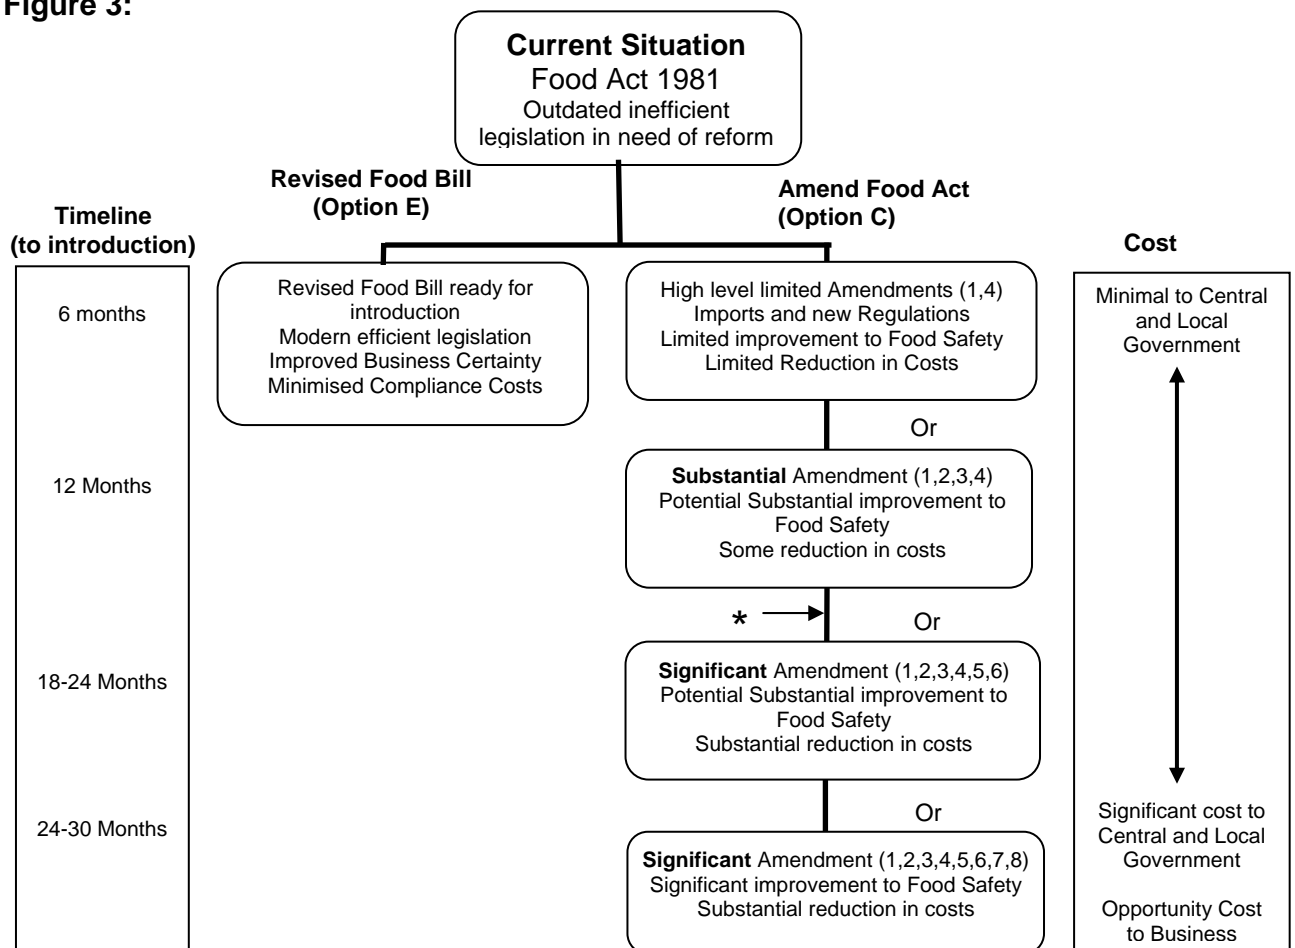 Figure 3:
Current Situation
Food Act 1981
Outdated inefficient
legislation in need of reform
Revised Food Bill
(Option E)
Amend Food Act
(Option C)
Timeline
(to introduction)
Cost
6 months
Revised Food Bill ready for
introduction
Modern efficient legislation
Improved Business Certainty
Minimised Compliance Costs
High level limited Amendments (1,4)
Imports and new Regulations
Limited improvement to Food Safety
Limited Reduction in Costs
Minimal to Central
and Local
Government
Or
12 Months
Substantial Amendment (1,2,3,4)
Potential Substantial improvement to
Food Safety
Some reduction in costs
*
Or
18-24 Months
Significant Amendment (1,2,3,4,5,6)
Potential Substantial improvement to
Food Safety
Substantial reduction in costs
Or
24-30 Months
Significant Amendment (1,2,3,4,5,6,7,8)
Significant improvement to Food Safety
Substantial reduction in costs
Significant cost to
Central and Local
Government
Opportunity Cost
to Business